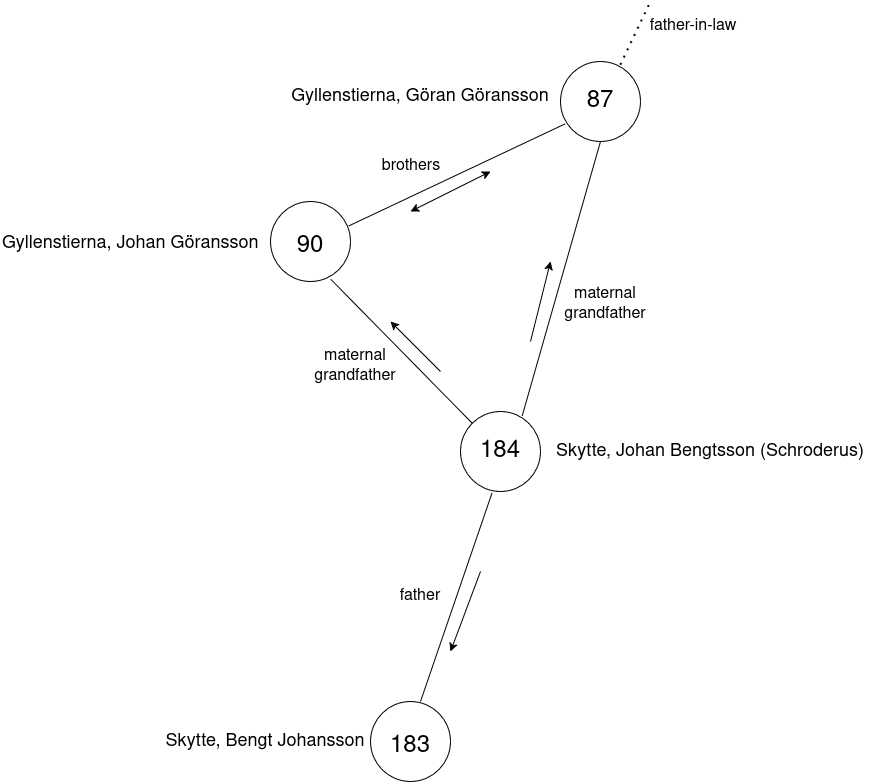 father-in-law
Gyllenstierna, Göran Göransson
87
brothers
Gyllenstierna, Johan Göransson
90
maternal
grandfather
maternal
grandfather
184
Skytte, Johan Bengtsson (Schroderus)
father
Skytte, Bengt Johansson
183